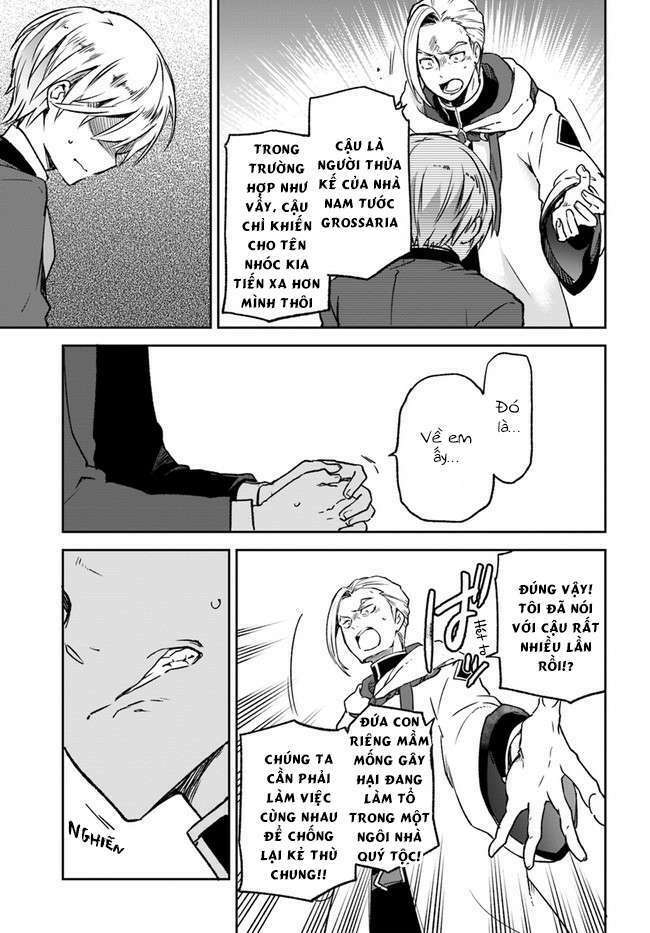 CẬU LÀ
NGƯỜI THỪA
KẾ CỦA NHÀ
NAM TƯỚC
GROSSARIA
TRONG
TRƯỜNG
HỢP NHƯ
VẬY, CẬU
CHỈ KHIẾN
CHO TÊN
NHÓC KIA
TIẾN XA HƠN
MÌNH THÔI
Đó
là...
Về em
ấy...
ĐÚNG VẬY!
TÔI ĐÃ NÓI
VỚI CẬU RẤT
NHIỀU LẦN
RỒI!?
ば
Hét to
ĐỨA CON
RIÊNG MẦM
MỐNG GÂY
HẠI ĐANG
LÀM TỔ
TRONG MỘT
NGÔI NHÀ
QUÝ TỘC!
CHÚNG TA
CẦN PHẢI
LÀM VIỆC
CÙNG NHAU
ĐỂ CHỐNG
LẠI KẺ THÙ
CHUNG!!
NGHIẾN